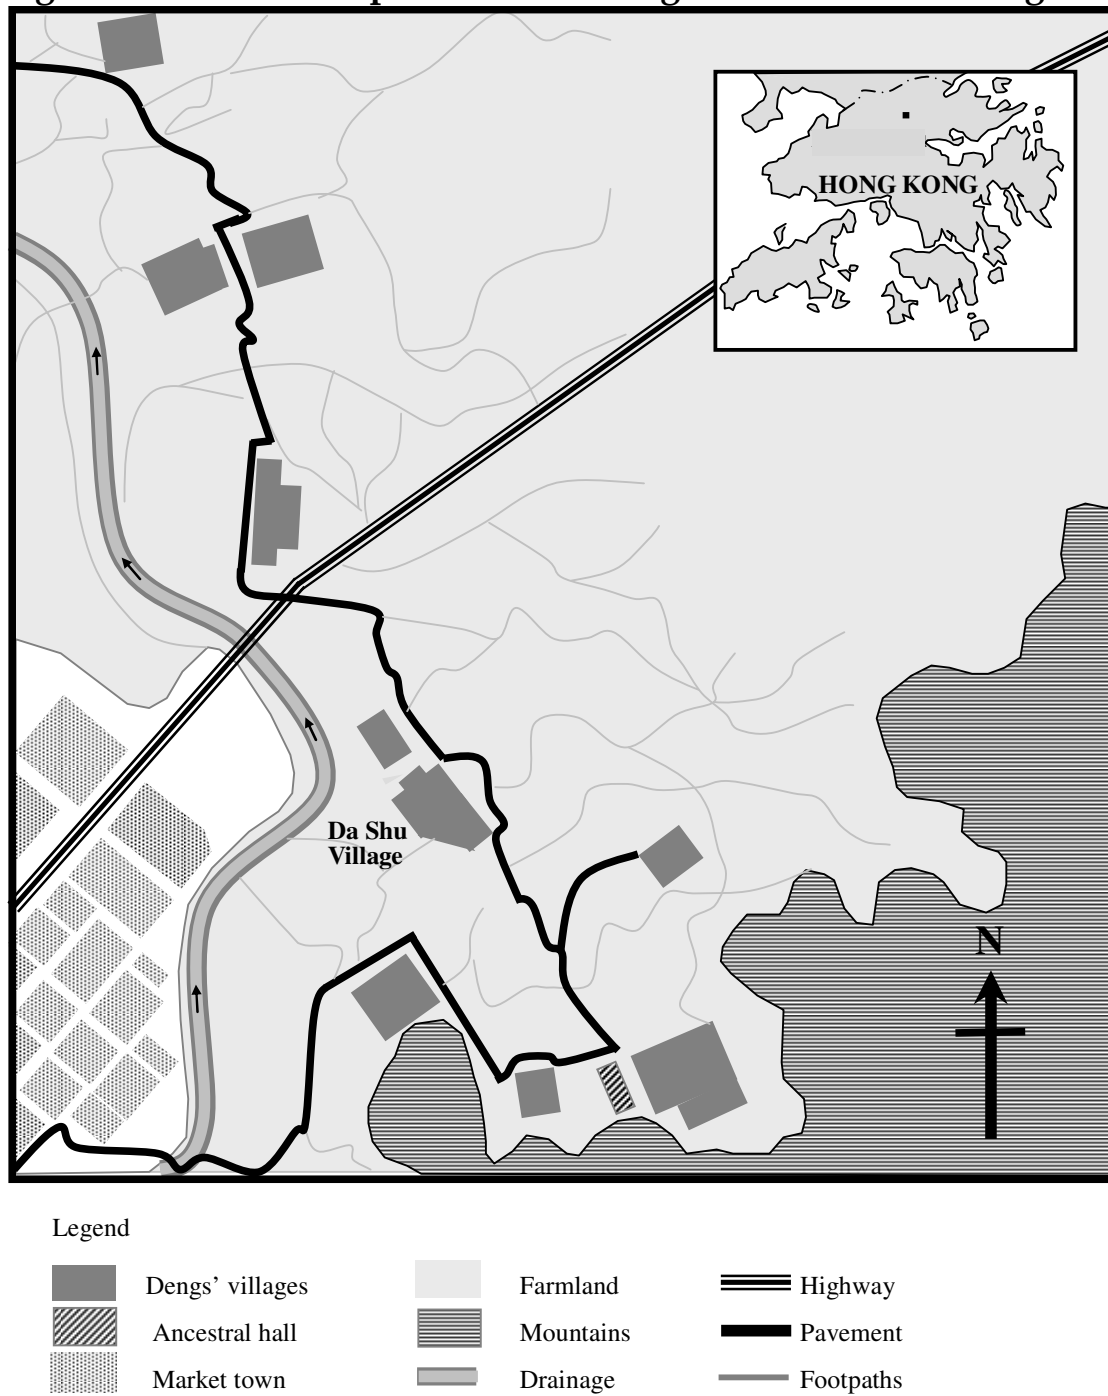 HONG KONG
Da Shu
Village
N
Legend
Dengs’ villages
Farmland
Highway
Ancestral hall
Mountains
Pavement
Market town
Drainage
Footpaths